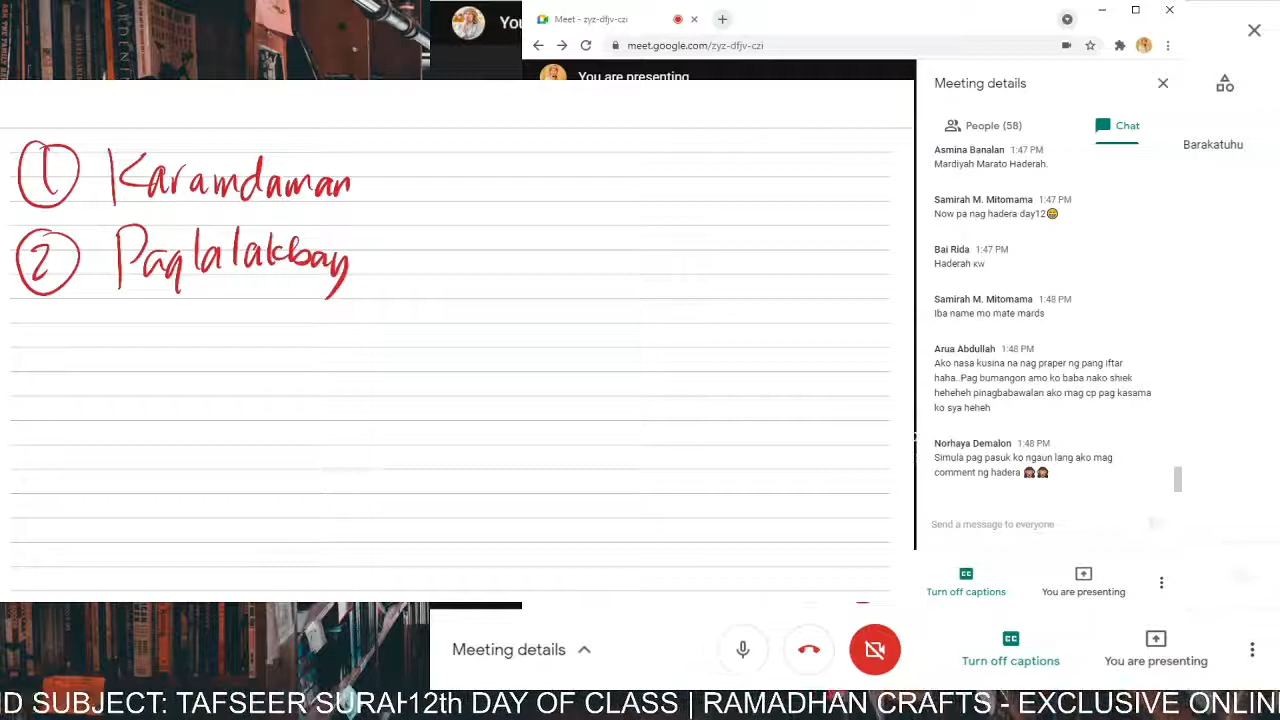 You
Meet - zyz-dfjv-czi
meet.google.com/zyz-dfjv-czi
You are presenting
Meeting details
People (58)
Chat
Barakatuhu
Asmina Banalan 1:47 PM
Mardiyah Marato Haderah.
Samirah M. Mitomama 1:47 PM
Now pa nag hadera day12😁
Bai Rida 1:47 PM
Haderah ĸw
Samirah M. Mitomama 1:48 PM
Iba name mo mate mards
Arua Abdullah 1:48 PM
Ako nasa kusina na nag praper ng pang iftar
haha..Pag bumangon amo ko baba nako shiek
heheheh pinagbabawalan ako mag cp pag kasama
ko sya heheh
Norhaya Demalon 1:48 PM
Simula pag pasuk ko ngaun lang ako mag
comment ng hadera
Send a message to everyone
1 Karamdaman
2 Paglalakbay
CC
Turn off captions
You are presenting
Meeting details
CC
Turn off captions
You are presenting
D SUBJECT: TAFSEER SURAH 12th DAY OF CLASS | RAMADHAN CRAFTS - EXCLUSIVE ONLIN